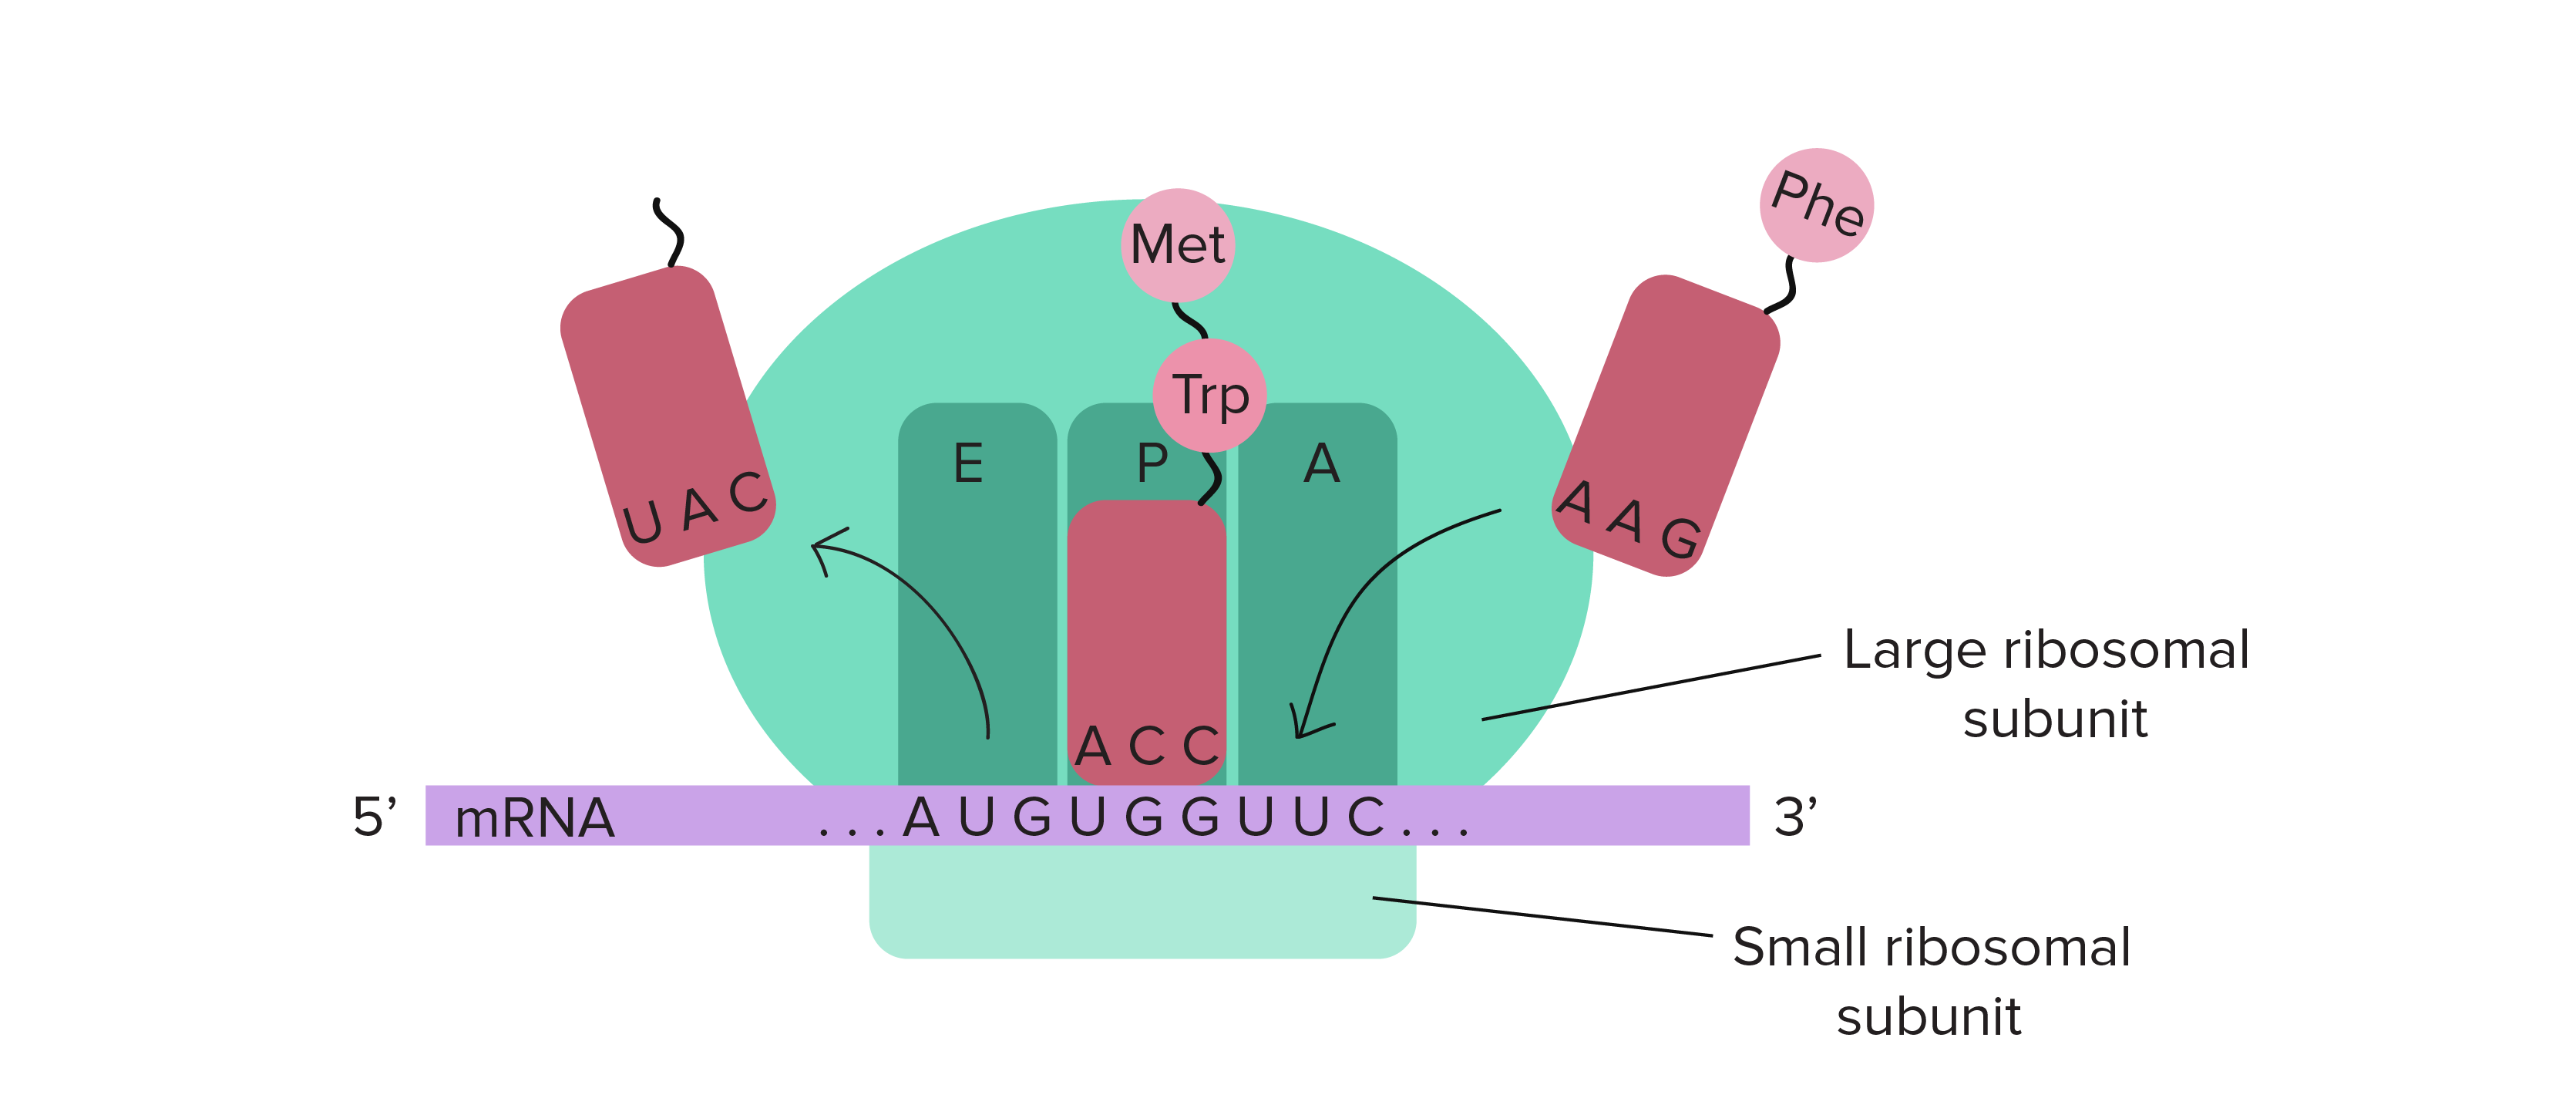 Met
Phe
Trp
E P A
U A C
A A G
Large ribosomal
subunit
A C C
5’ mRNA ...A U G U G G U U C... 3’
Small ribosomal
subunit